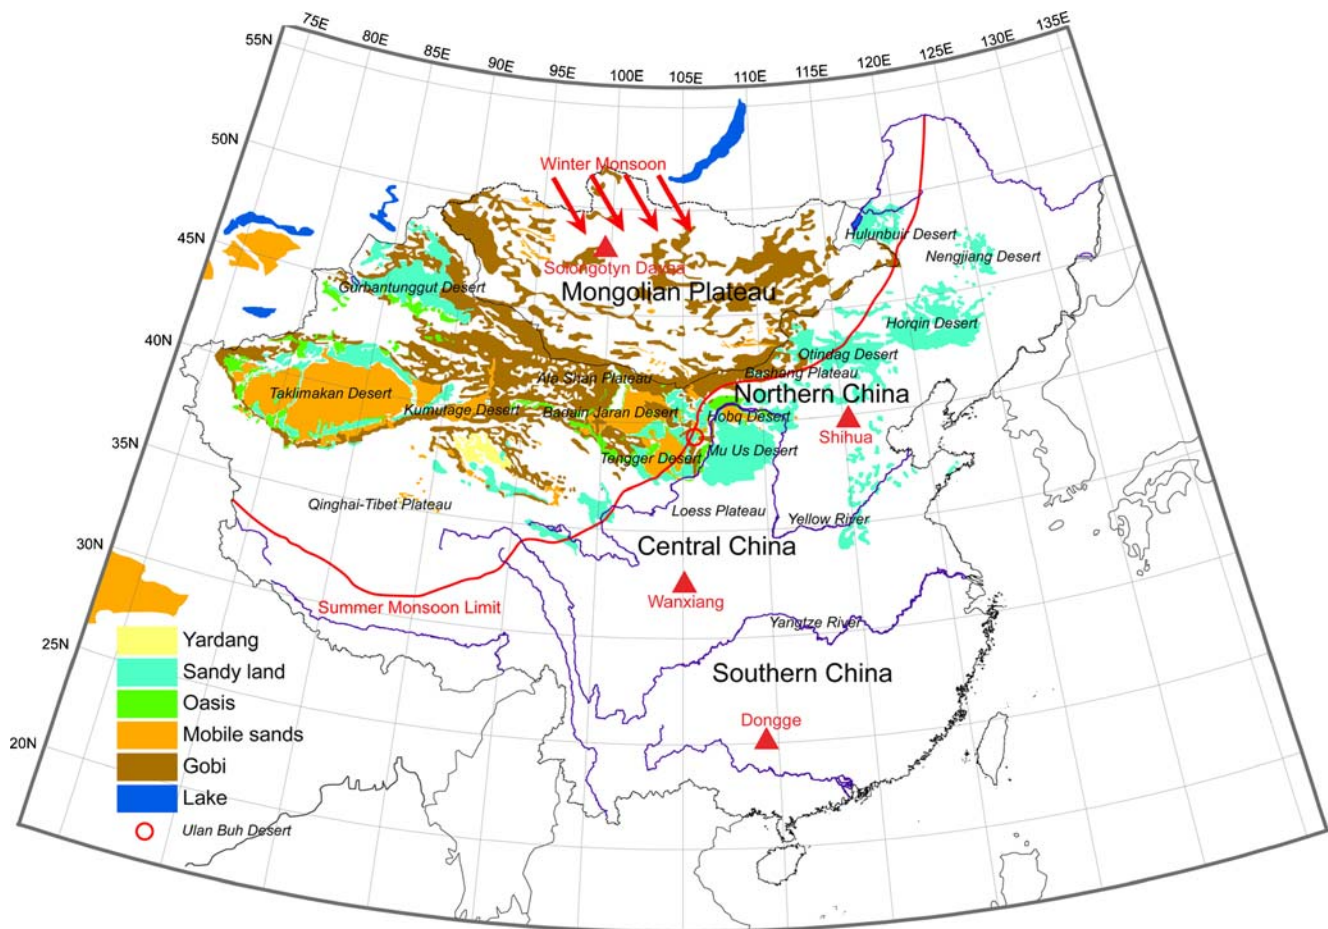 75E
80E
85E
90E
95E
100E
105E
110E
115E
120E
125E
130E
135E
55N
50N
45N
40N
35N
30N
25N
20N
Winter Monsoon
Solongotyn Davaa
Mongolian Plateau
Hulunbuir Desert
Nengjiang Desert
Gurbantunggut Desert
Horqin Desert
Otindag Desert
Bashang Plateau
Ala Shan Plateau
Taklimakan Desert
Kumutage Desert
Badain Jaran Desert
Northern China
Hobq Desert
Shihua
Tengger Desert
Mu Us Desert
Qinghai-Tibet Plateau
Loess Plateau
Yellow River
Central China
Wanxiang
Summer Monsoon Limit
Yangtze River
Southern China
Dongge
Yardang
Sandy land
Oasis
Mobile sands
Gobi
Lake
Ulan Buh Desert